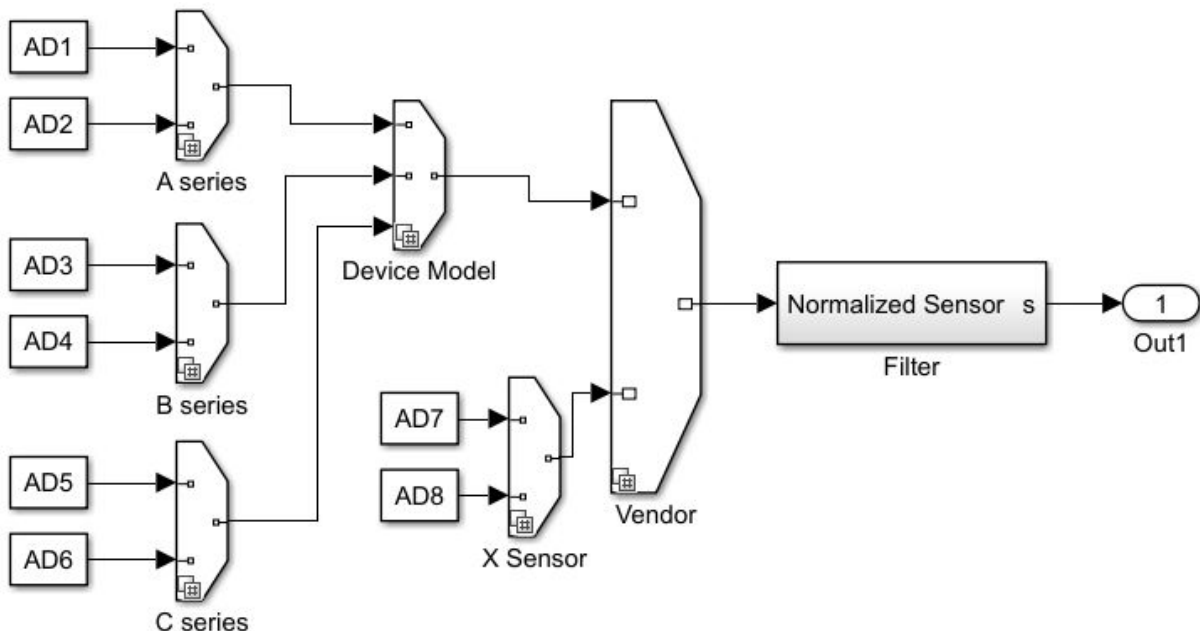 AD1
AD2
A series
AD3
AD4
B series
AD5
AD6
C series
Device Model
AD7
AD8
X Sensor
Vendor
Normalized Sensor s
Filter
1
Out1